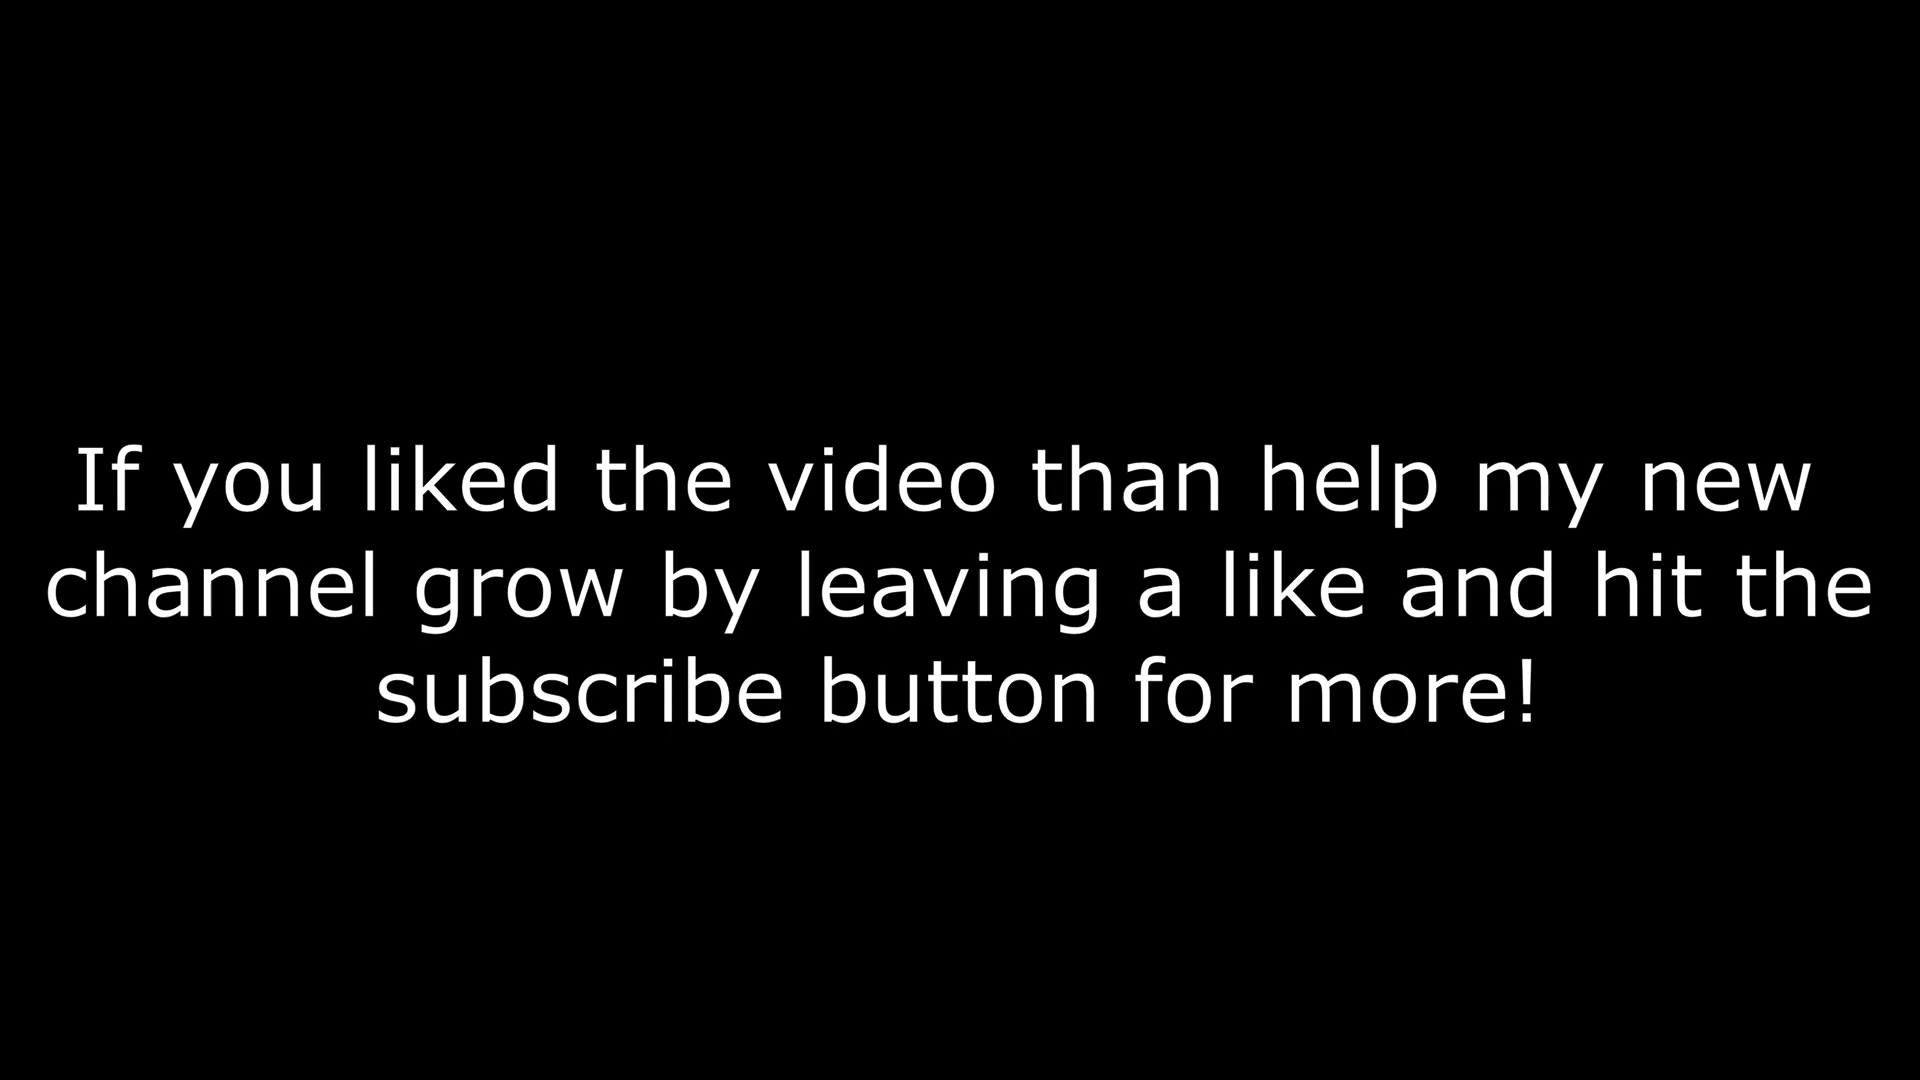 If you liked the video than help my new
channel grow by leaving a like and hit the
subscribe button for more!